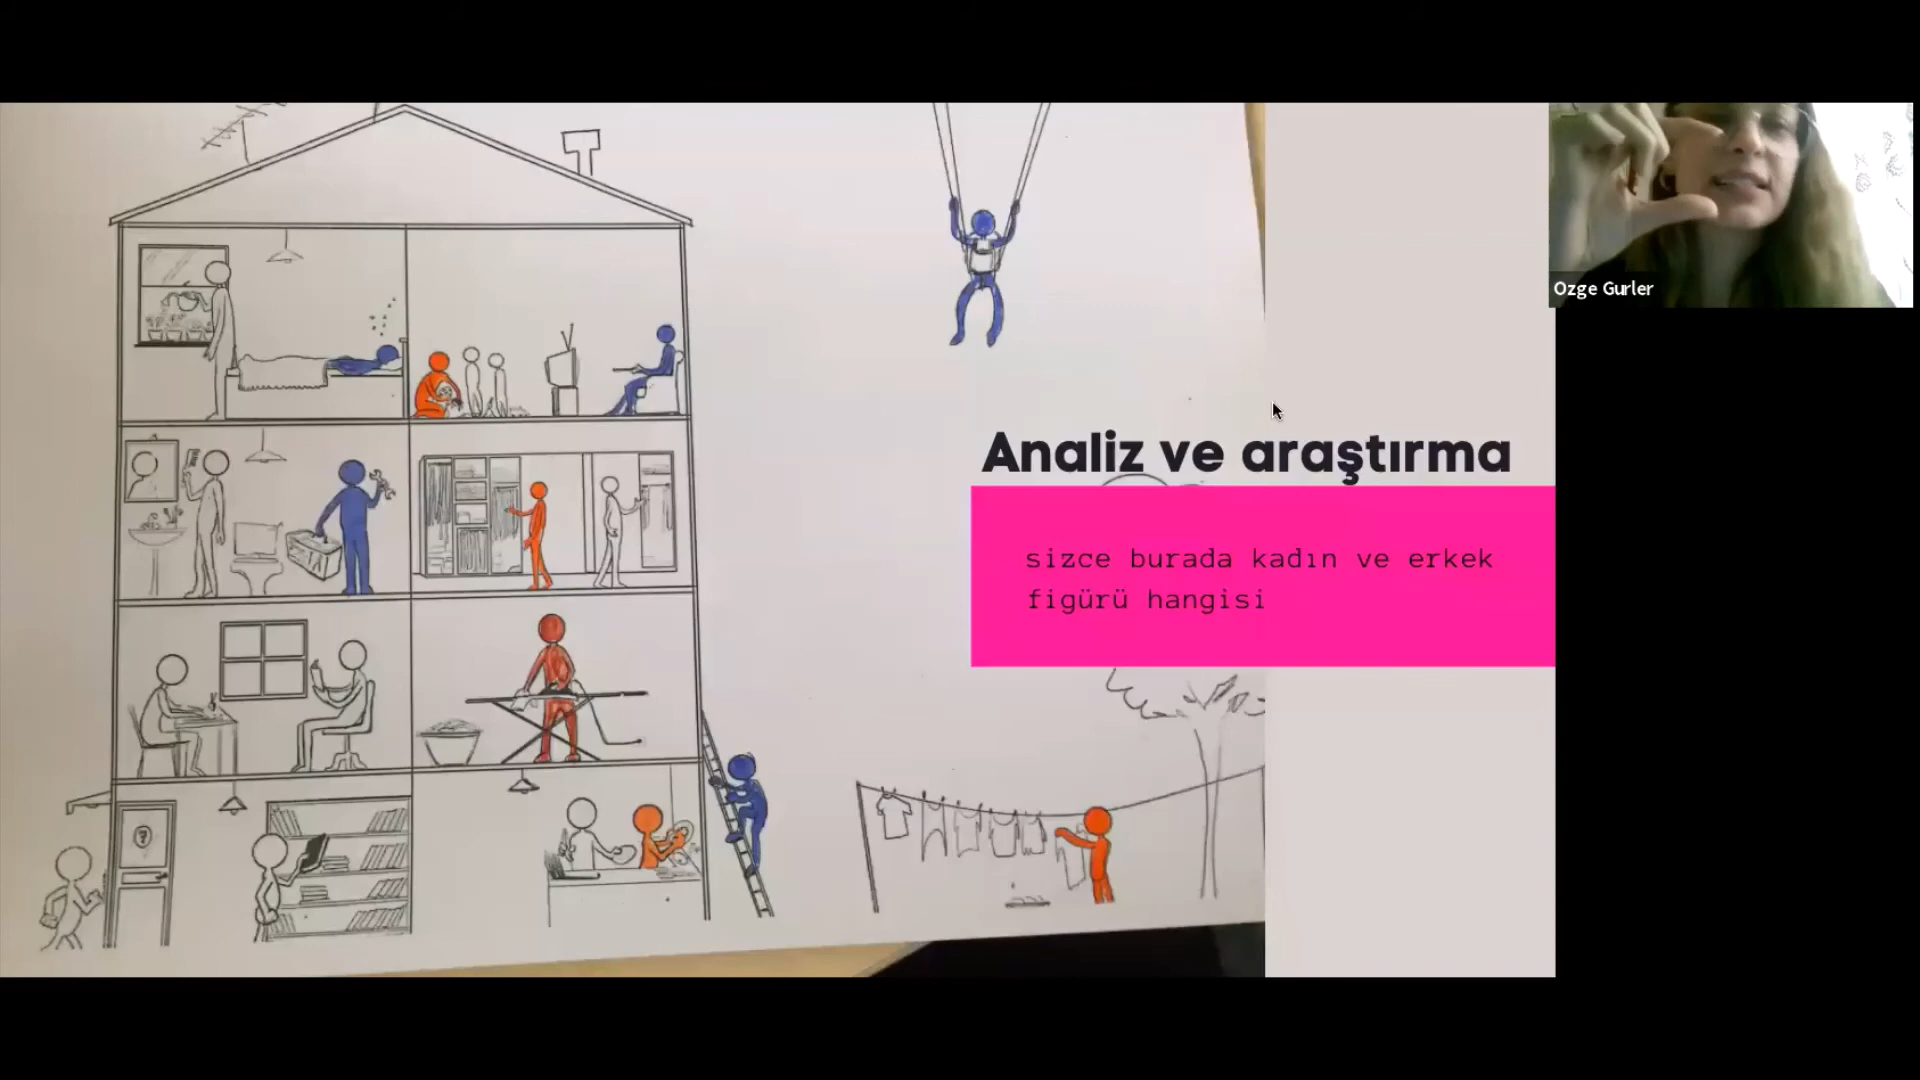 Ozge Gurler
Analiz ve araştırma
sizce burada kadın ve erkek
figürü hangisi